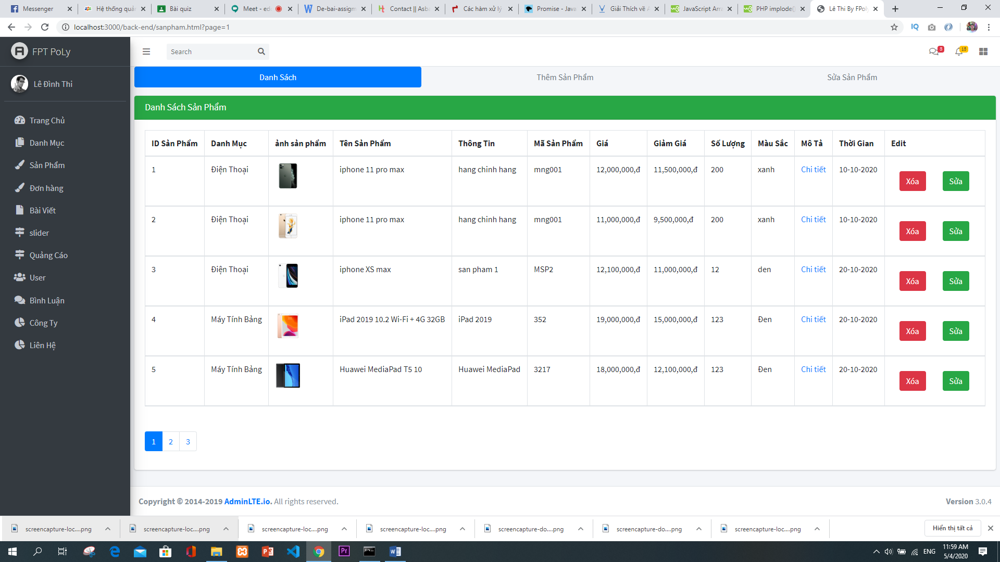 Messenger
Hệ thống quản
Bài quiz
Meet - edc
De-bai-assigm
Contact || Asba
Các hàm xử lý
Promise - Java
Giải Thích về A
JavaScript Arra
PHP implode()
Lê Thi By FPoly
localhost:3000/back-end/sanpham.html?page=1
IQ
FPT PoLy
Search
3
15
Lê Đình Thi
Danh Sách
Thêm Sản Phẩm
Sửa Sản Phẩm
Trang Chủ
Danh Mục
Sản Phẩm
Đơn hàng
Bài Viết
slider
Quảng Cáo
User
Bình Luận
Công Ty
Liên Hệ
Danh Sách Sản Phẩm
ID Sản Phẩm Danh Mục ảnh sản phẩm Tên Sản Phẩm Thông Tin Mã Sản Phẩm Giá Giảm Giá Số Lượng Màu Sắc Mô Tả Thời Gian Edit
1 Điện Thoại iphone 11 pro max hang chinh hang mng001 12,000,000,đ 11,500,000,đ 200 xanh Chi tiết 10-10-2020 Xóa Sửa
2 Điện Thoại iphone 11 pro max hang chinh hang mng001 11,000,000,đ 9,500,000,đ 200 xanh Chi tiết 10-10-2020 Xóa Sửa
3 Điện Thoại iphone XS max san pham 1 MSP2 12,100,000,đ 11,000,000,đ 12 den Chi tiết 20-10-2020 Xóa Sửa
4 Máy Tính Bảng iPad 2019 10.2 Wi-Fi + 4G 32GB iPad 2019 352 19,000,000,đ 15,000,000,đ 123 Đen Chi tiết 20-10-2020 Xóa Sửa
5 Máy Tính Bảng Huawei MediaPad T5 10 Huawei MediaPad 3217 18,000,000,đ 12,100,000,đ 123 Đen Chi tiết 20-10-2020 Xóa Sửa
1 2 3
Copyright © 2014-2019 AdminLTE.io. All rights reserved.
Version 3.0.4
screencapture-loc....png
screencapture-loc....png
screencapture-loc....png
screencapture-loc....png
screencapture-do....png
screencapture-do....png
screencapture-loc....png
Hiển thị tất cả
ENG
11:59 AM
5/4/2020